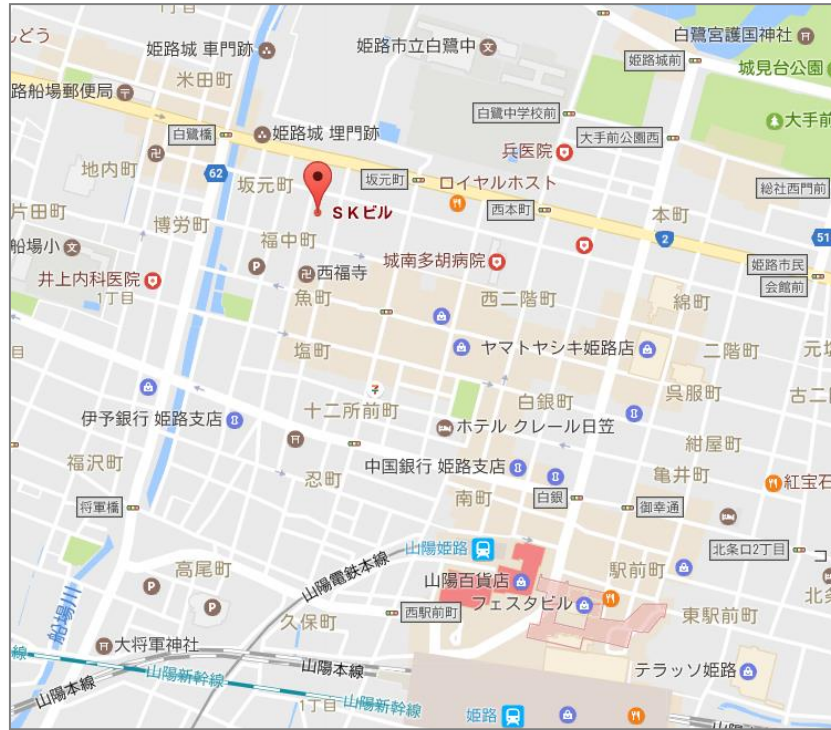 1丁目
しんどう
姫路城 車門跡
姫路市立白鷺中
白鷺宮護国神社
米田町
姫路城前
城見台公園
路船場郵便局
白鷺中学校前
大手前
白鷺橋
姫路城 埋門跡
大手前公園西
兵医院
地内町
62
坂元町
坂元町
ロイヤルホスト
総社西門前
片田町
博労町
SKビル
西本町
本町
船場小
福中町
2
51
井上内科医院
1丁目
西福寺
城南多胡病院
姫路市民
会館前
魚町
西二階町
綿町
塩町
ヤマトヤシキ姫路店
二階町
元塩
目
十二所前町
白銀町
呉服町
古二
伊予銀行 姫路支店
ホテル クレール日笠
紺屋町
福沢町
中国銀行 姫路支店
亀井町
忍町
紅宝石
南町
白銀
将軍橋
御幸通
山陽姫路
北条口2丁目
コ
高尾町
山陽電鉄本線
山陽百貨店
駅前町
フェスタビル
北条
船場川
久保町
西駅前町
東駅前町
大将軍神社
線
山陽本線
山陽新幹線
山陽本線
テラッソ姫路
1丁目
山陽新幹線
姫路